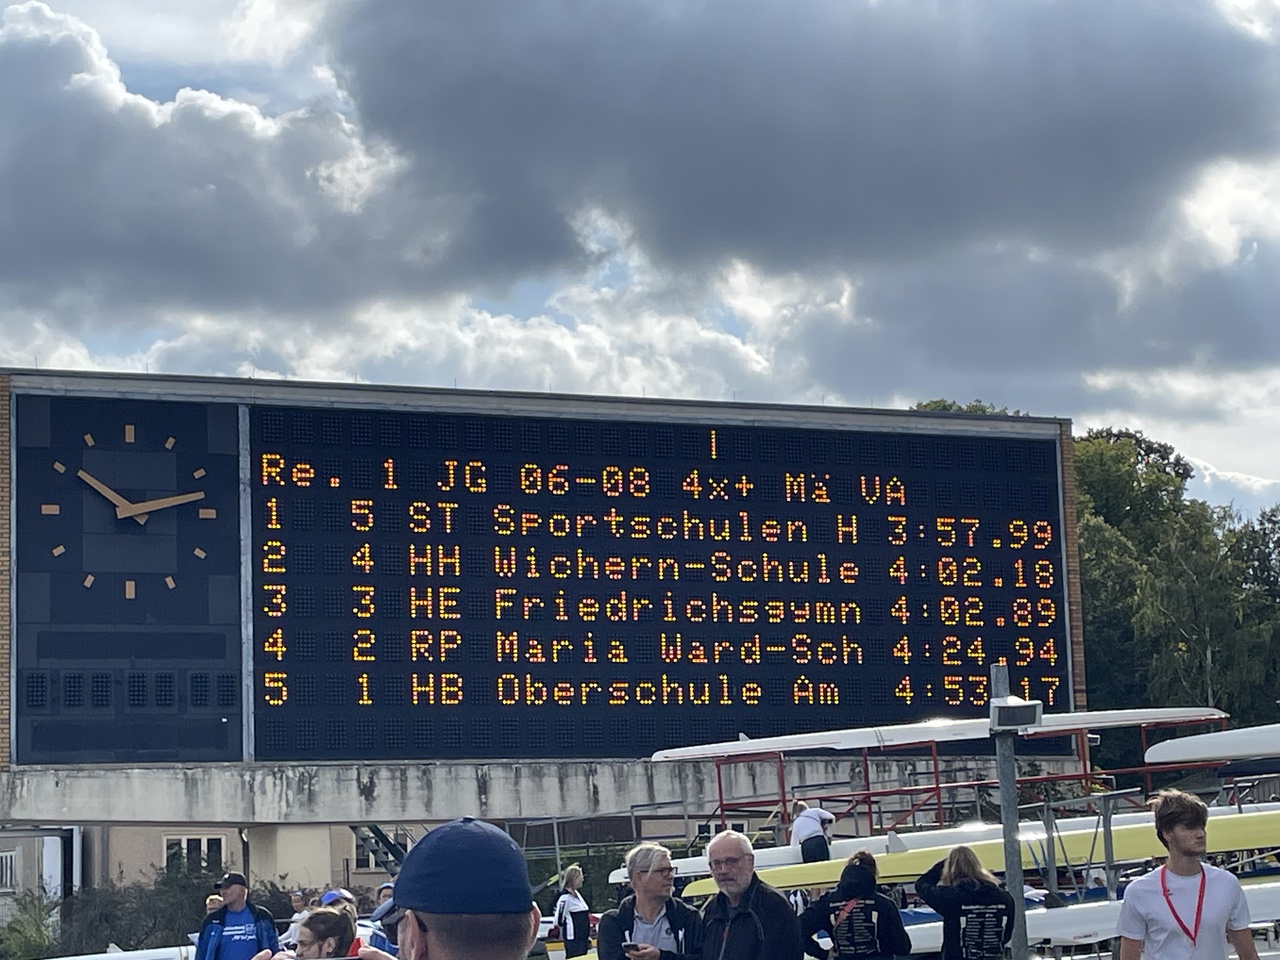 Re. 1 JG 06-08 4x+ Mä VA
1 5 ST Sportschulen H 3:57.99
2 4 HH Wichern-Schule 4:02.18
3 3 HE Friedrichsgymn 4:02.89
4 2 RP Maria Ward-Sch 4:24.94
5 1 HB Oberschule Am 4:53.17